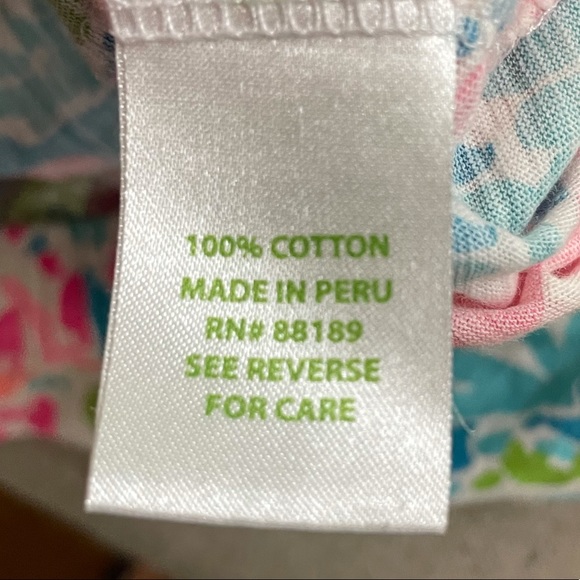 100% COTTON
MADE IN PERU
RN# 88189
SEE REVERSE
FOR CARE